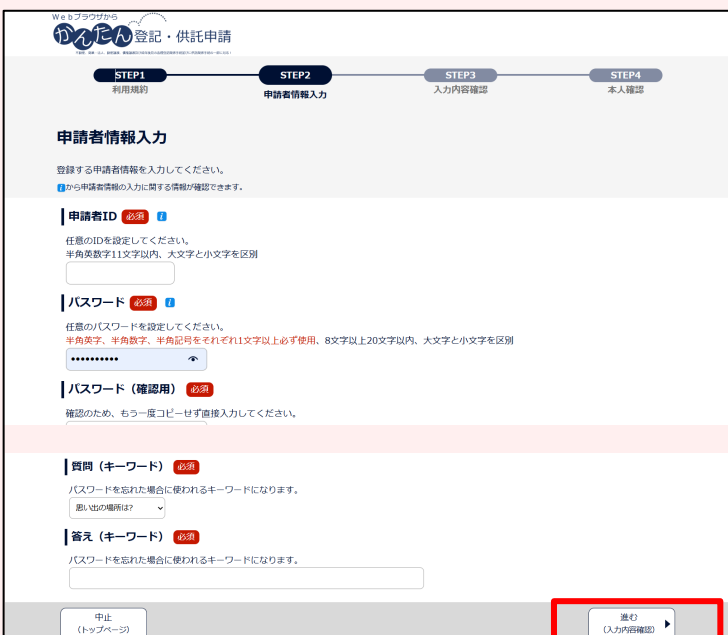 Webブラウザから
かんたん登記・供託申請
STEP1
利用規約
STEP2
申請者情報入力
STEP3
入力内容確認
STEP4
本人確認
申請者情報入力
登録する申請者情報を入力してください。
iから申請者情報の入力に関する情報が確認できます。
申請者ID 必須 i
任意のIDを設定してください。
半角英数字11文字以内、大文字と小文字を区別
パスワード 必須 i
任意のパスワードを設定してください。
半角英字、半角数字、半角記号をそれぞれ1文字以上必ず使用、8文字以上20文字以内、大文字と小文字を区別
••••••••••
パスワード（確認用） 必須
確認のため、もう一度コピーせず直接入力してください。
質問（キーワード） 必須
パスワードを忘れた場合に使われるキーワードになります。
思い出の場所は?
答え（キーワード） 必須
パスワードを忘れた場合に使われるキーワードになります。
中止
（トップページ）
進む
（入力内容確認）